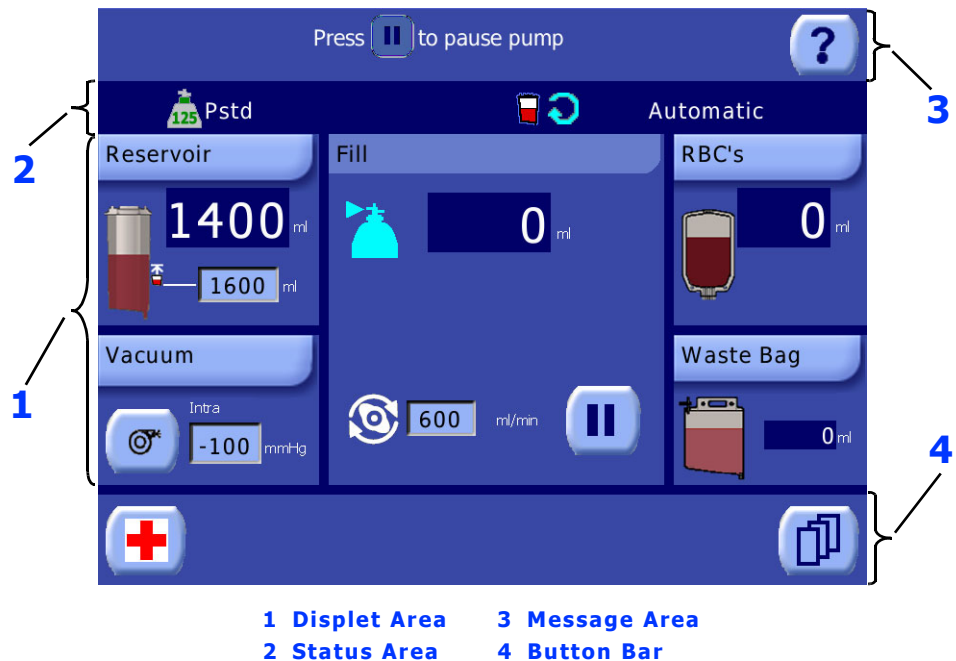 Press to pause pump
?
3
2
125 Pstd Automatic
Reservoir Fill RBC's
1400 ml 0 ml 0 ml
1600 ml
1
Vacuum Waste Bag
Intra
-100 mmHg 600 ml/min 0 ml
4
1 Displet Area 3 Message Area
2 Status Area 4 Button Bar